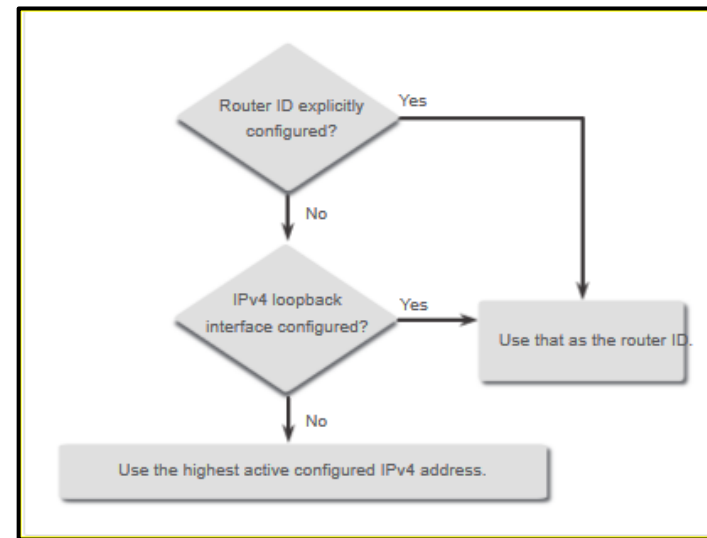 Router ID explicitly
configured?
Yes
No
IPv4 loopback
interface configured?
Yes
Use that as the router ID.
No
Use the highest active configured IPv4 address.